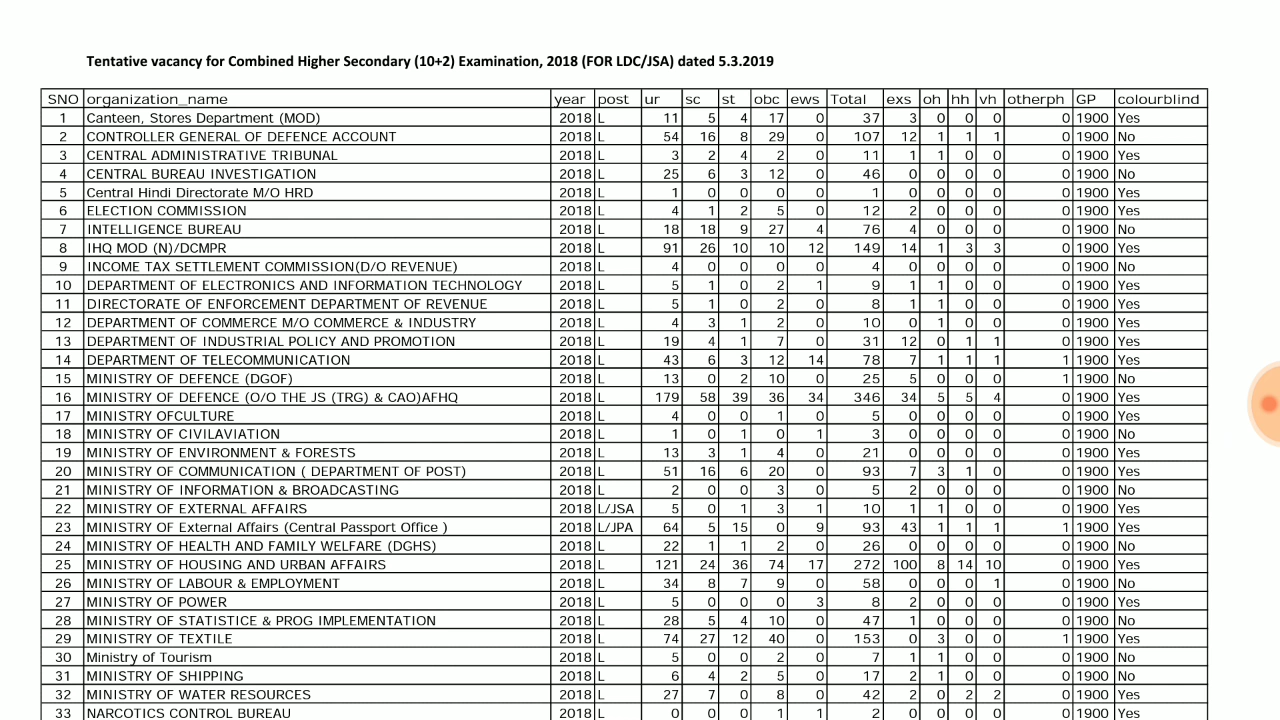 Tentative vacancy for Combined Higher Secondary (10+2) Examination, 2018 (FOR LDC/JSA) dated 5.3.2019
SNO organization_name year post ur sc st obc ews Total exs oh hh vh otherph GP colourblind
1 Canteen, Stores Department (MOD) 2018 L 11 5 4 17 0 37 3 0 0 0 0 1900 Yes
2 CONTROLLER GENERAL OF DEFENCE ACCOUNT 2018 L 54 16 8 29 0 107 12 1 1 1 0 1900 No
3 CENTRAL ADMINISTRATIVE TRIBUNAL 2018 L 3 2 4 2 0 11 1 1 0 0 0 1900 Yes
4 CENTRAL BUREAU INVESTIGATION 2018 L 25 6 3 12 0 46 0 0 0 0 0 1900 No
5 Central Hindi Directorate M/O HRD 2018 L 1 0 0 0 0 1 0 0 0 0 0 1900 Yes
6 ELECTION COMMISSION 2018 L 4 1 2 5 0 12 2 0 0 0 0 1900 Yes
7 INTELLIGENCE BUREAU 2018 L 18 18 9 27 4 76 4 0 0 0 0 1900 No
8 IHQ MOD (N)/DCMPR 2018 L 91 26 10 10 12 149 14 1 3 3 0 1900 Yes
9 INCOME TAX SETTLEMENT COMMISSION(D/O REVENUE) 2018 L 4 0 0 0 0 4 0 0 0 0 0 1900 No
10 DEPARTMENT OF ELECTRONICS AND INFORMATION TECHNOLOGY 2018 L 5 1 0 2 1 9 1 1 0 0 0 1900 Yes
11 DIRECTORATE OF ENFORCEMENT DEPARTMENT OF REVENUE 2018 L 5 1 0 2 0 8 1 1 0 0 0 1900 Yes
12 DEPARTMENT OF COMMERCE M/O COMMERCE & INDUSTRY 2018 L 4 3 1 2 0 10 0 1 0 0 0 1900 Yes
13 DEPARTMENT OF INDUSTRIAL POLICY AND PROMOTION 2018 L 19 4 1 7 0 31 12 0 1 1 0 1900 Yes
14 DEPARTMENT OF TELECOMMUNICATION 2018 L 43 6 3 12 14 78 7 1 1 1 1 1900 Yes
15 MINISTRY OF DEFENCE (DGOF) 2018 L 13 0 2 10 0 25 5 0 0 0 1 1900 No
16 MINISTRY OF DEFENCE (O/O THE JS (TRG) & CAO)AFHQ 2018 L 179 58 39 36 34 346 34 5 5 4 0 1900 Yes
17 MINISTRY OFCULTURE 2018 L 4 0 0 1 0 5 0 0 0 0 0 1900 Yes
18 MINISTRY OF CIVILAVIATION 2018 L 1 0 1 0 1 3 0 0 0 0 0 1900 No
19 MINISTRY OF ENVIRONMENT & FORESTS 2018 L 13 3 1 4 0 21 0 0 0 0 0 1900 Yes
20 MINISTRY OF COMMUNICATION ( DEPARTMENT OF POST) 2018 L 51 16 6 20 0 93 7 3 1 0 0 1900 Yes
21 MINISTRY OF INFORMATION & BROADCASTING 2018 L 2 0 0 3 0 5 2 0 0 0 0 1900 No
22 MINISTRY OF EXTERNAL AFFAIRS 2018 L/JSA 5 0 1 3 1 10 1 1 0 0 0 1900 Yes
23 MINISTRY OF External Affairs (Central Passport Office ) 2018 L/JPA 64 5 15 0 9 93 43 1 1 1 1 1900 Yes
24 MINISTRY OF HEALTH AND FAMILY WELFARE (DGHS) 2018 L 22 1 1 2 0 26 0 0 0 0 0 1900 No
25 MINISTRY OF HOUSING AND URBAN AFFAIRS 2018 L 121 24 36 74 17 272 100 8 14 10 0 1900 Yes
26 MINISTRY OF LABOUR & EMPLOYMENT 2018 L 34 8 7 9 0 58 0 0 0 1 0 1900 No
27 MINISTRY OF POWER 2018 L 5 0 0 0 3 8 2 0 0 0 0 1900 Yes
28 MINISTRY OF STATISTICE & PROG IMPLEMENTATION 2018 L 28 5 4 10 0 47 1 0 0 0 0 1900 No
29 MINISTRY OF TEXTILE 2018 L 74 27 12 40 0 153 0 3 0 0 1 1900 Yes
30 Ministry of Tourism 2018 L 5 0 0 2 0 7 1 1 0 0 0 1900 No
31 MINISTRY OF SHIPPING 2018 L 6 4 2 5 0 17 2 1 0 0 0 1900 No
32 MINISTRY OF WATER RESOURCES 2018 L 27 7 0 8 0 42 2 0 2 2 0 1900 Yes
33 NARCOTICS CONTROL BUREAU 2018 L 0 0 0 1 1 2 0 0 0 0 0 1900 Yes